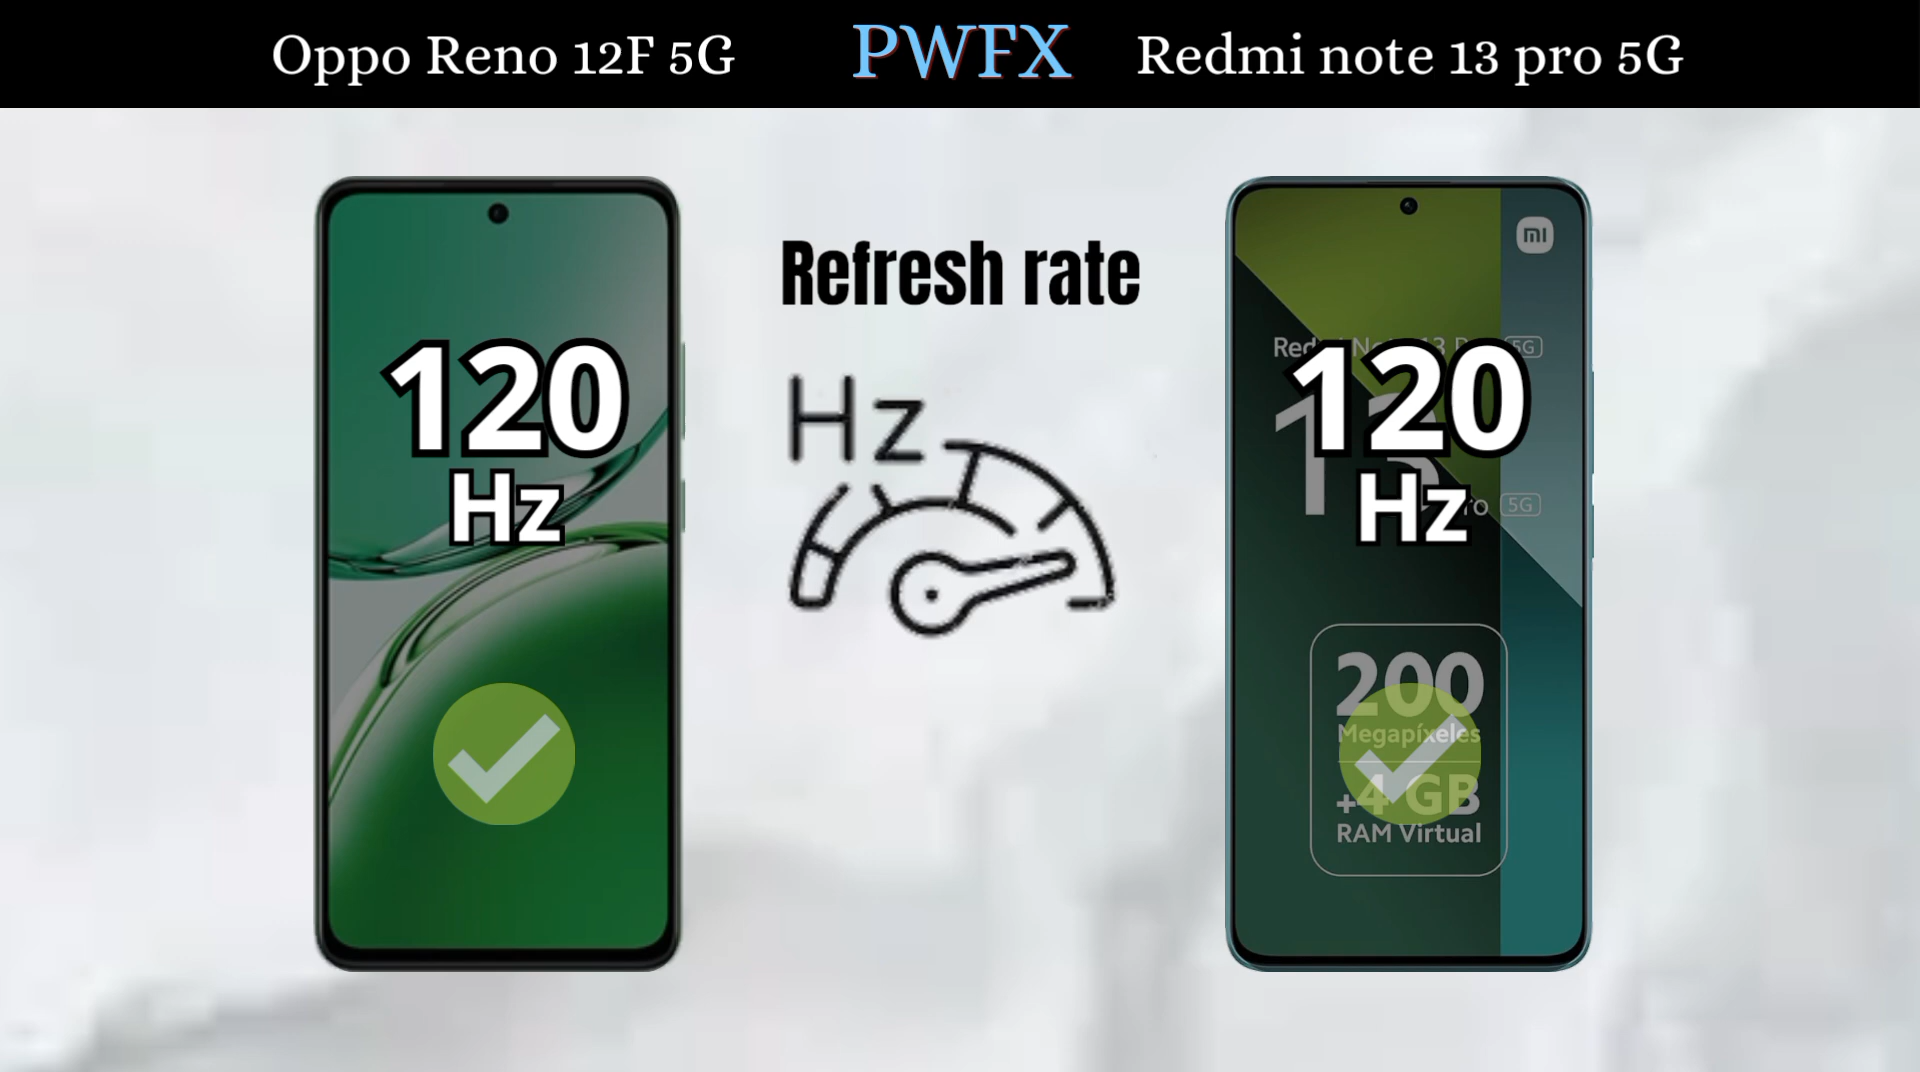 Oppo Reno 12F 5G
PWFX
Redmi note 13 pro 5G
Refresh rate
Hz
120
Hz
mi
5G
120
Hz
5G
200
Megapíxeles
+4 GB
RAM Virtual